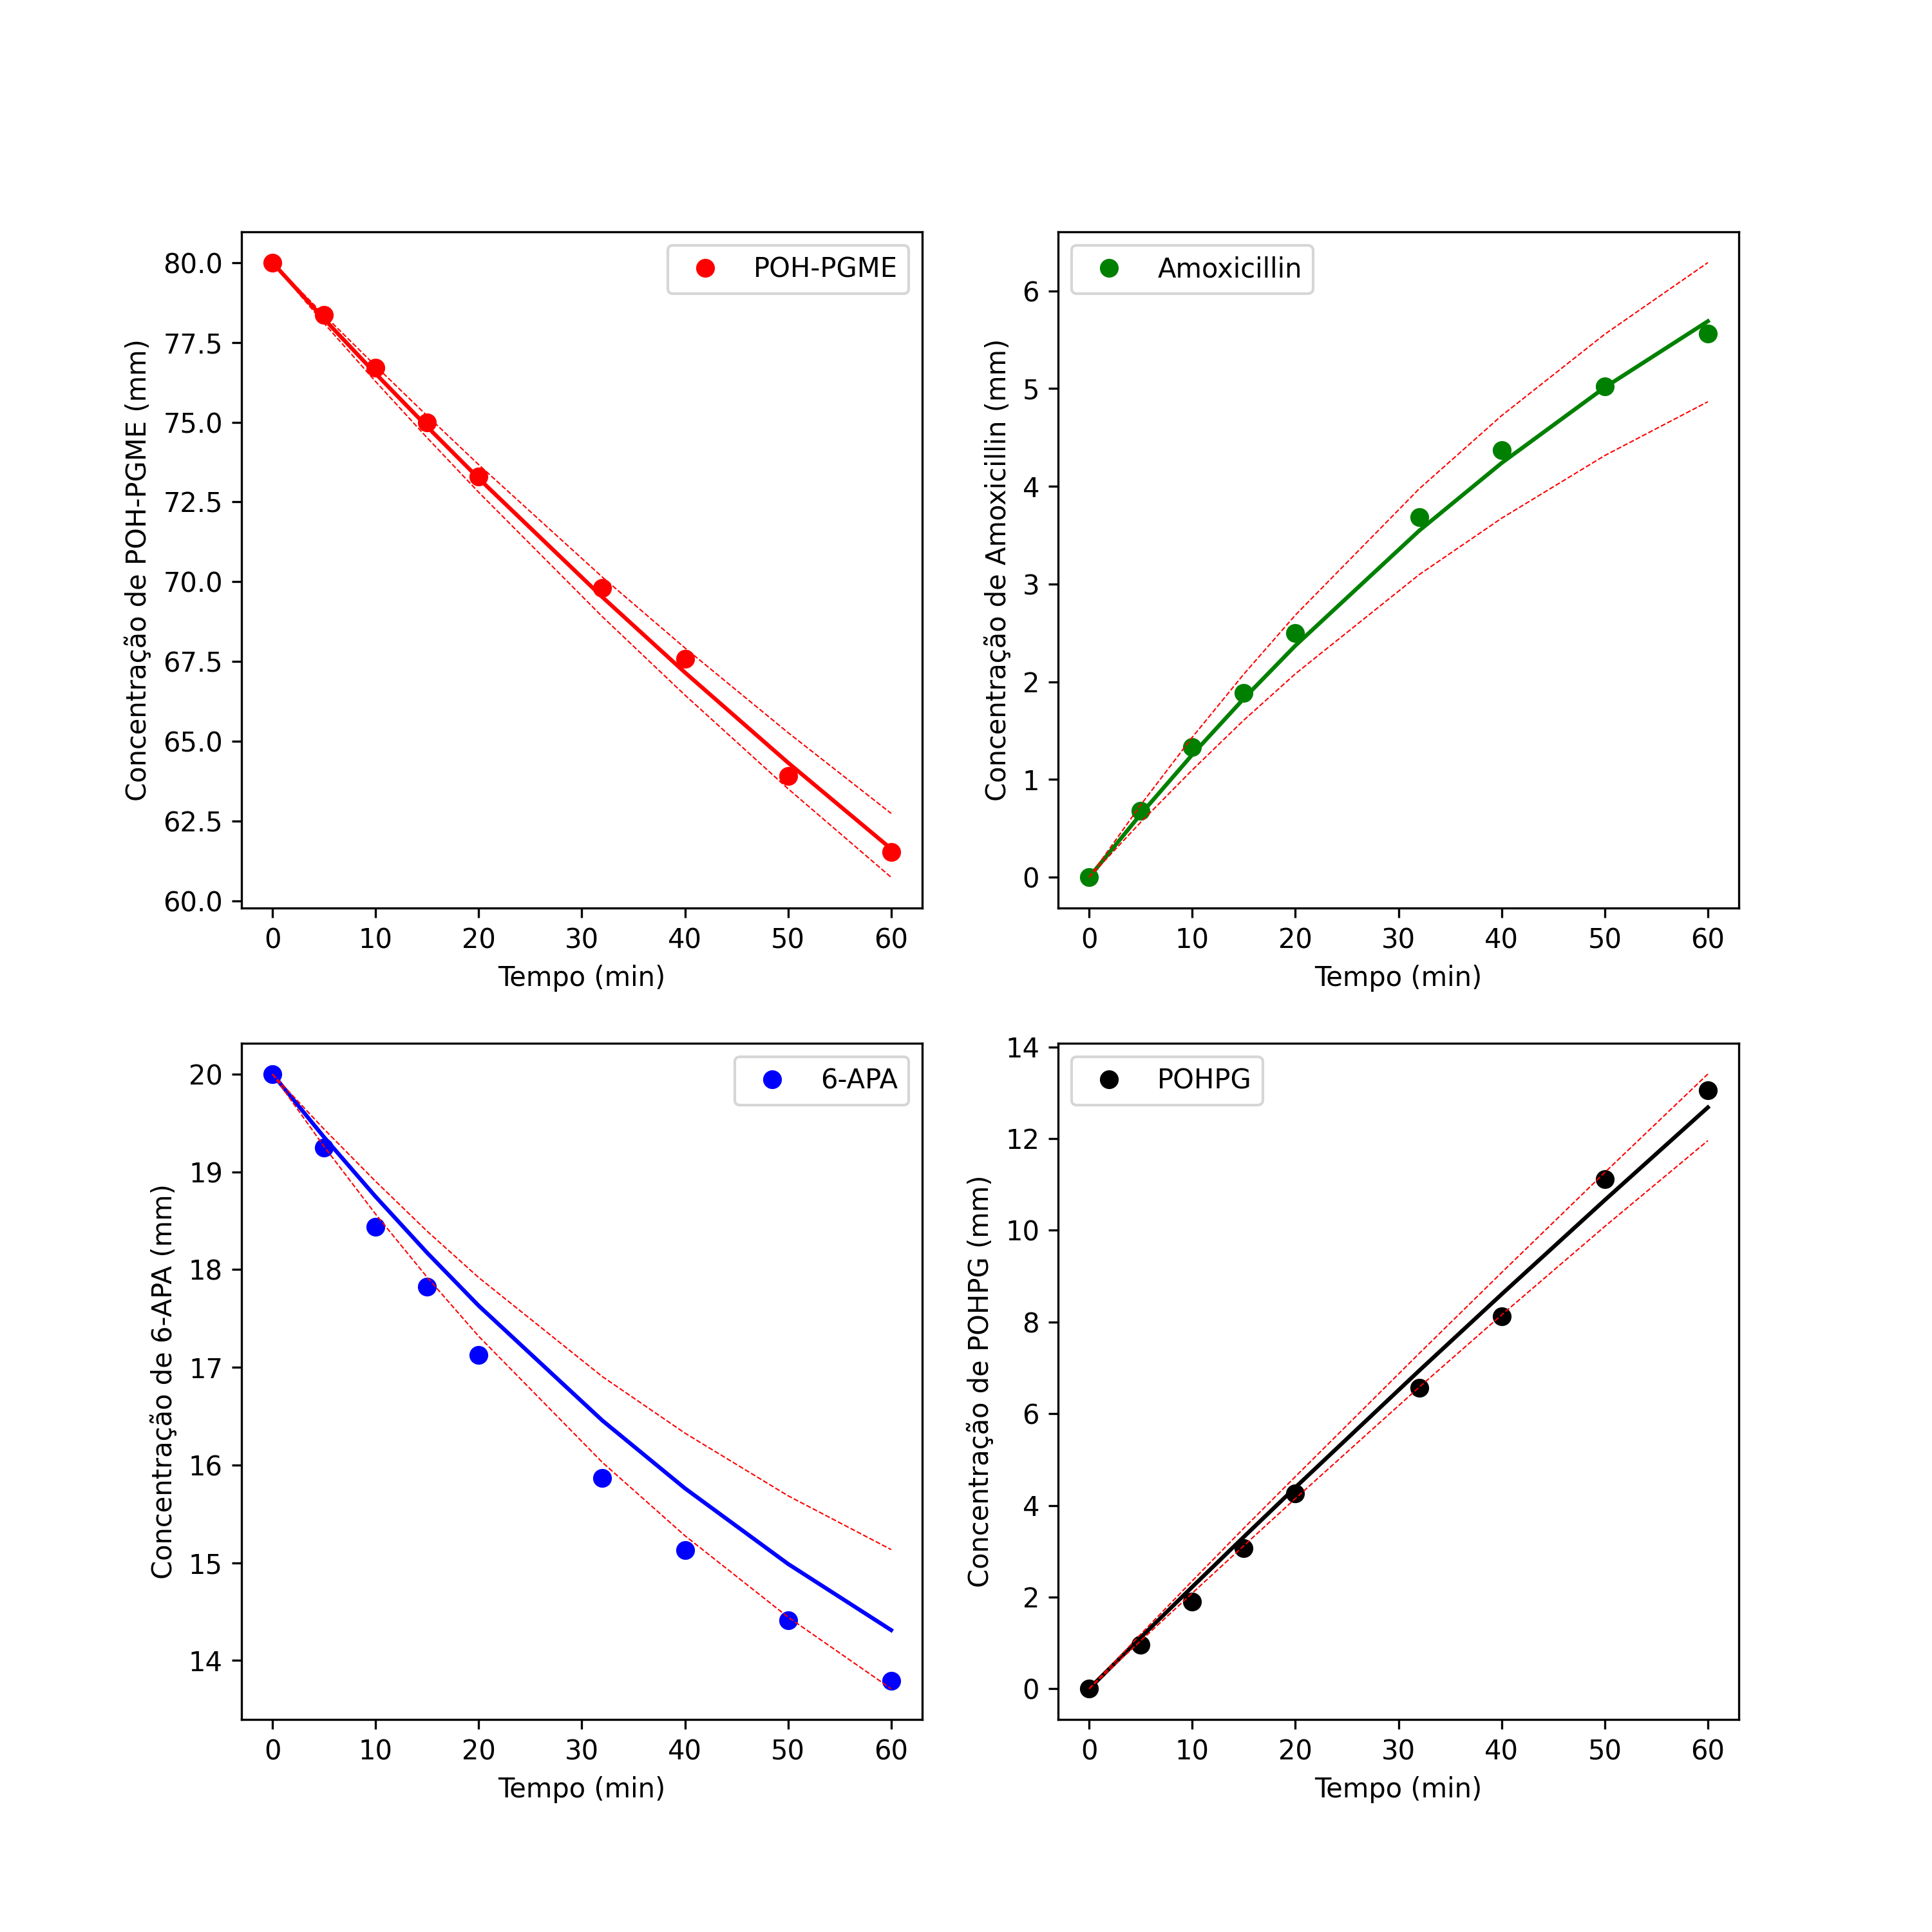 POH-PGME
80.0
77.5
75.0
72.5
70.0
67.5
65.0
62.5
60.0
Concentração de POH-PGME (mm)
0 10 20 30 40 50 60
Tempo (min)
Amoxicillin
6
5
4
3
2
1
0
Concentração de Amoxicillin (mm)
0 10 20 30 40 50 60
Tempo (min)
6-APA
20
19
18
17
16
15
14
Concentração de 6-APA (mm)
0 10 20 30 40 50 60
Tempo (min)
POHPG
14
12
10
8
6
4
2
0
Concentração de POHPG (mm)
0 10 20 30 40 50 60
Tempo (min)